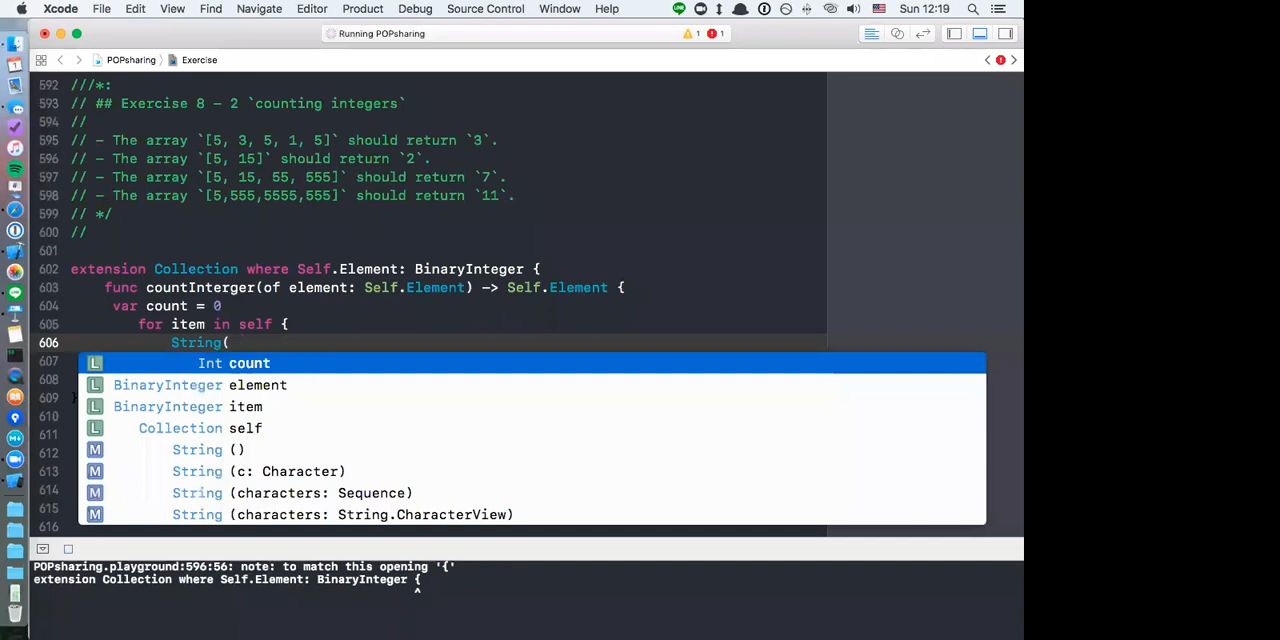 Xcode File Edit View Find Navigate Editor Product Debug Source Control Window Help Sun 12:19
Running POPsharing 1 1
POPsharing Exercise
592 ///*:
593 // ## Exercise 8 - 2 `counting integers`
594 //
595 // - The array `[5, 3, 5, 1, 5]` should return `3`.
596 // - The array `[5, 15]` should return `2`.
597 // - The array `[5, 15, 55, 555]` should return `7`.
598 // - The array `[5,555,5555,555]` should return `11`.
599 // */
600 //
601
602 extension Collection where Self.Element: BinaryInteger {
603 func countInterger(of element: Self.Element) -> Self.Element {
604 var count = 0
605 for item in self {
606 String(
607 Int count
608 BinaryInteger element
609 } BinaryInteger item
610 Collection self
611 String ()
612
613 String (c: Character)
614 String (characters: Sequence)
615 String (characters: String.CharacterView)
616
POPsharing.playground:596:56: note: to match this opening '{'
extension Collection where Self.Element: BinaryInteger {
^